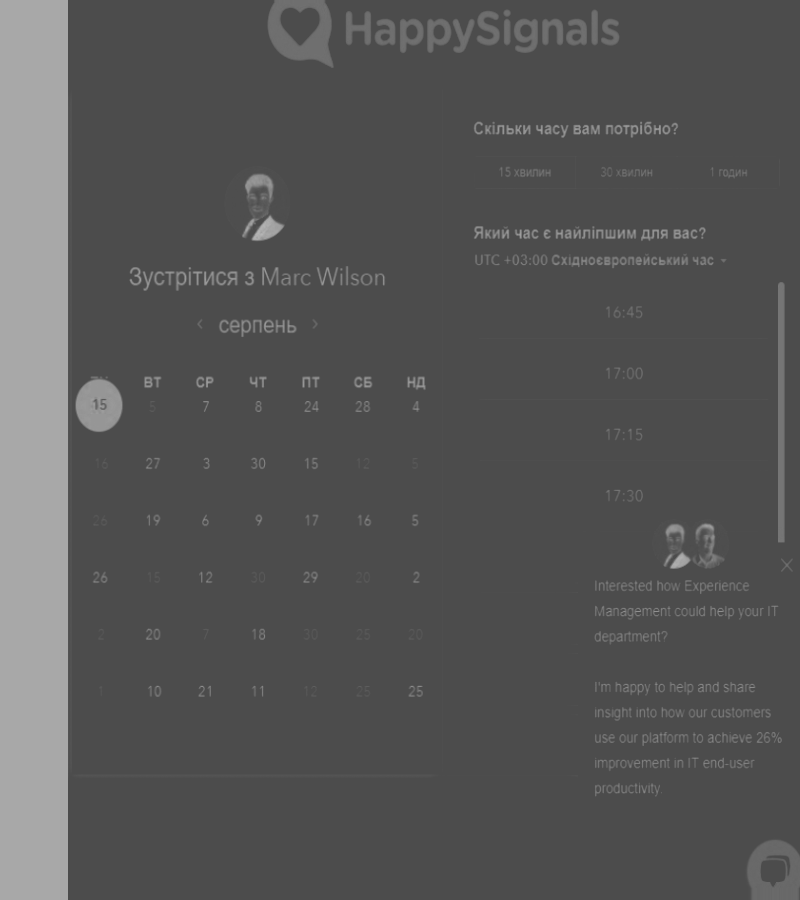 HappySignals
Скільки часу вам потрібно?
15 хвилин 30 хвилин 1 годин
Який час є найліпшим для вас?
UTC +03:00 Східноєвропейський час
Зустрітися з Marc Wilson
серпень
ВТ СР ЧТ ПТ СБ НД
15 5 7 8 24 28 4
16 27 3 30 15 12 5
26 19 6 9 17 16 5
26 15 12 30 29 20 2
2 20 7 18 30 25 20
1 10 21 11 12 25 25
16:45
17:00
17:15
17:30
Interested how Experience
Management could help your IT
department?
I'm happy to help and share
insight into how our customers
use our platform to achieve 26%
improvement in IT end-user
productivity.